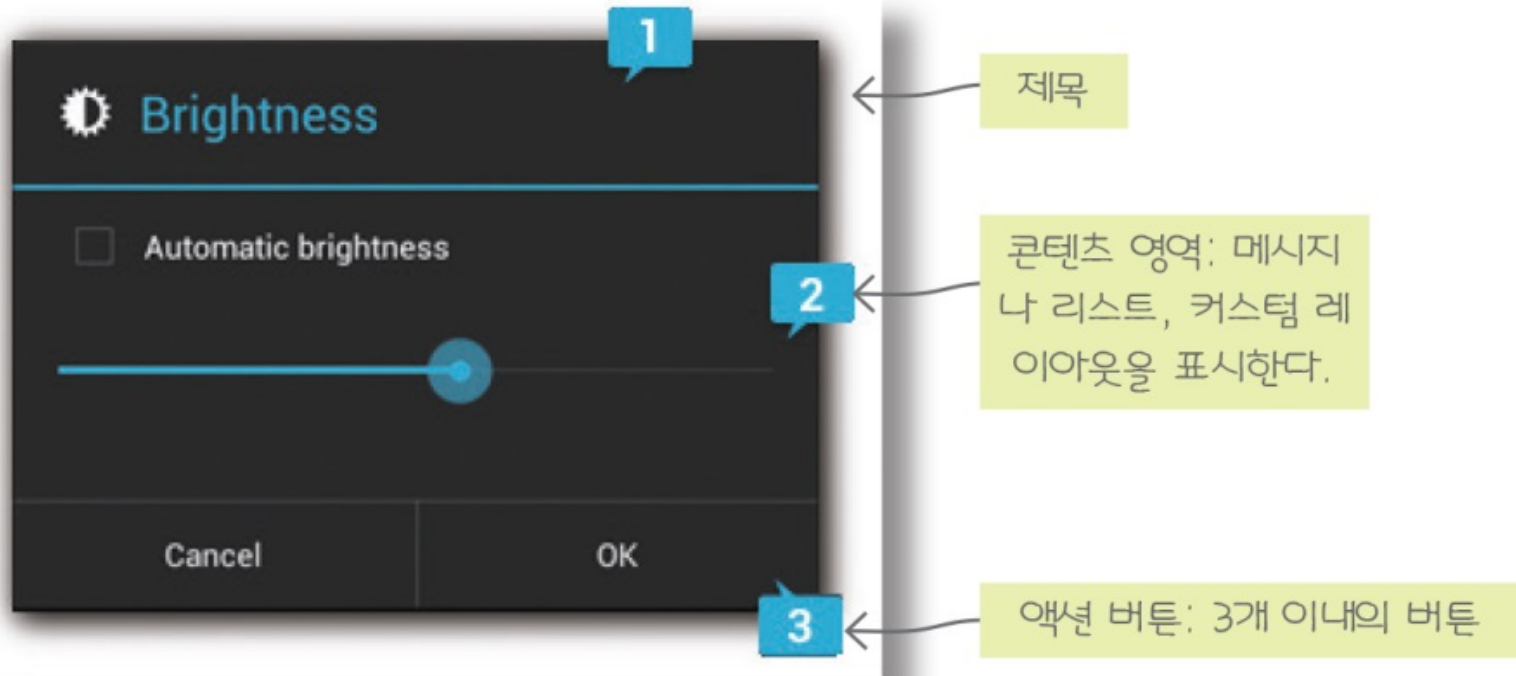 1
제목
Brightness
Automatic brightness
콘텐츠 영역: 메시지
나 리스트, 커스텀 레
이아웃을 표시한다.
2
Cancel
OK
3
액션 버튼: 3개 이내의 버튼